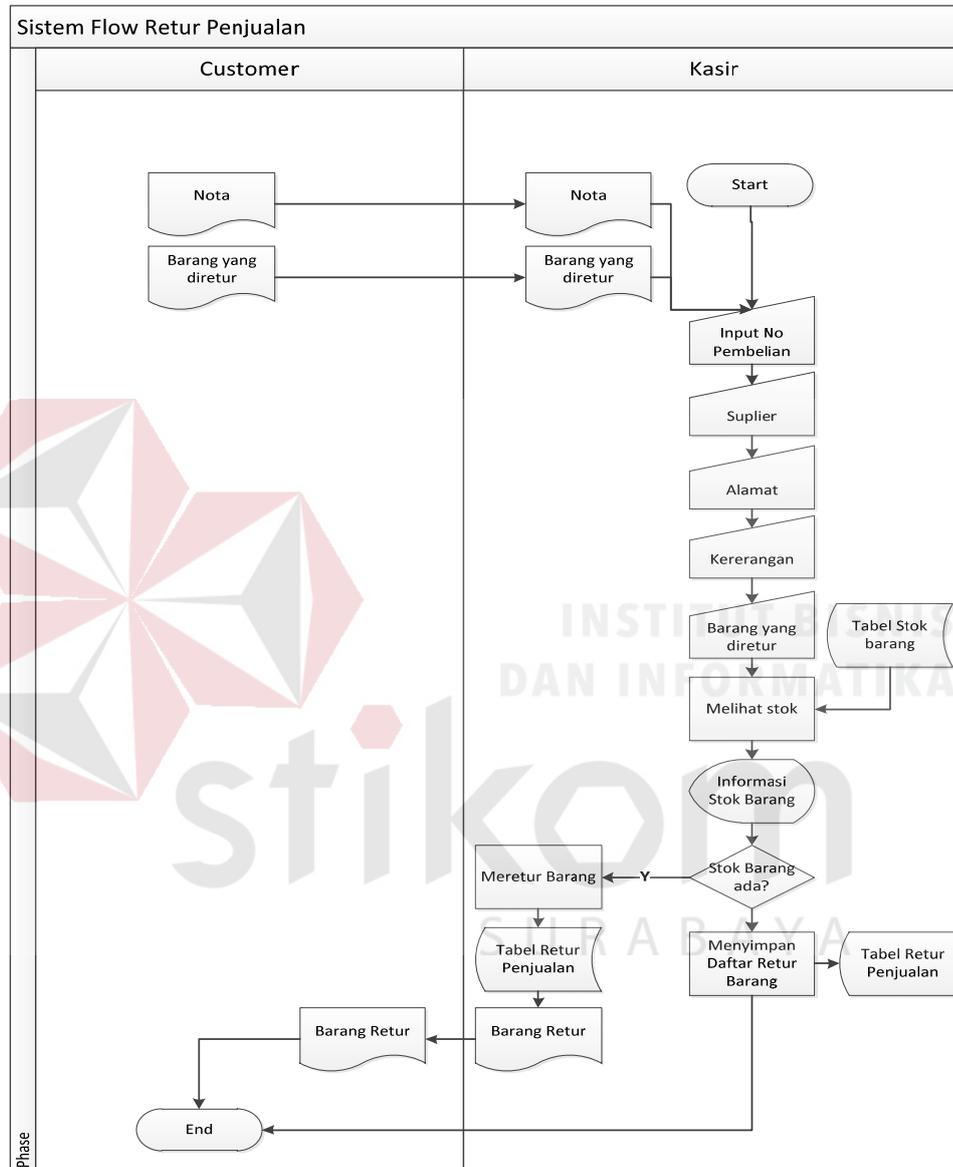 Sistem Flow Retur Penjualan
Customer
Kasir
Nota
Nota
Start
Barang yang
diretur
Barang yang
diretur
Input No
Pembelian
Suplier
Alamat
Kererangan
Barang yang
diretur
Tabel Stok
barang
INSTITUT BISNIS
DAN INFORMATIKA
Melihat stok
stikom
Informasi
Stok Barang
Stok Barang
ada?
Y
Meretur Barang
SURABAYA
Tabel Retur
Penjualan
Menyimpan
Daftar Retur
Barang
Tabel Retur
Penjualan
Barang Retur
Barang Retur
End
Phase